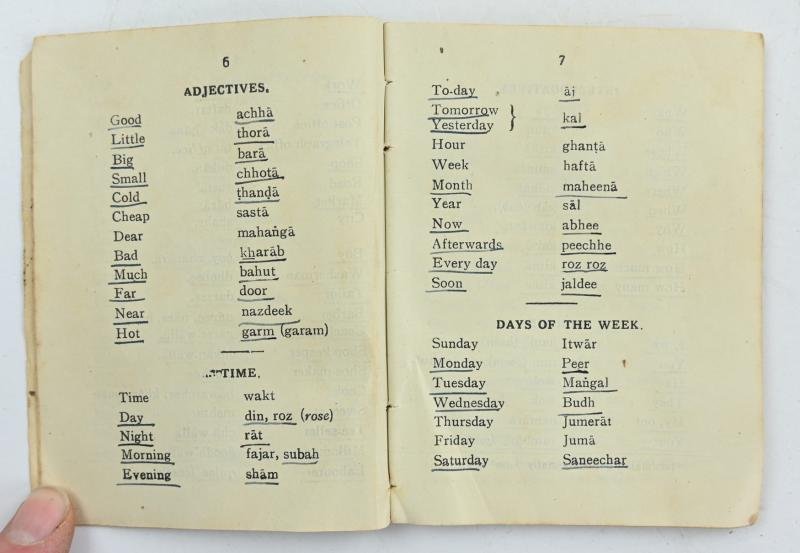 6
ADJECTIVES.
Good achhā
Little thorā
Big barā
Small chhotā
Cold ṭhanḍā
Cheap sastā
Dear mahaṅgā
Bad kharāb
Much bahut
Far door
Near nazdeek
Hot garm (garam)
TIME.
Time wakt
Day din, roz (rose)
Night rāt
Morning fajar, subah
Evening shām
7
To-day āj
Tomorrow
Yesterday } kal
Hour ghanṭā
Week haftā
Month maheenā
Year sāl
Now abhee
Afterwards peechhe
Every day roz roz
Soon jaldee
DAYS OF THE WEEK.
Sunday Itwār
Monday Peer
Tuesday Maṅgal
Wednesday Budh
Thursday Jumerāt
Friday Jumā
Saturday Saneechar